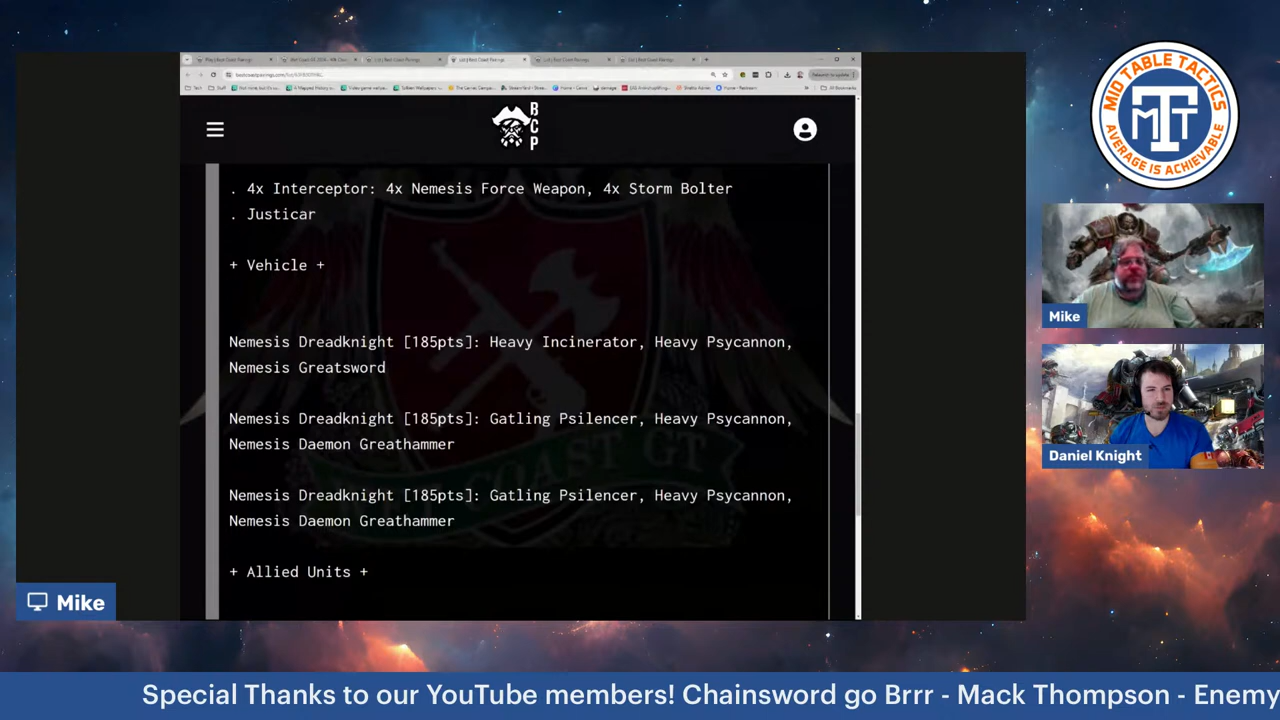 B
C
P
. 4x Interceptor: 4x Nemesis Force Weapon, 4x Storm Bolter
. Justicar
+ Vehicle +
Nemesis Dreadknight [185pts]: Heavy Incinerator, Heavy Psycannon,
Nemesis Greatsword
Nemesis Dreadknight [185pts]: Gatling Psilencer, Heavy Psycannon,
Nemesis Daemon Greathammer
Nemesis Dreadknight [185pts]: Gatling Psilencer, Heavy Psycannon,
Nemesis Daemon Greathammer
+ Allied Units +
COAST GT
Mike
MID TABLE TACTICS
MTT
AVERAGE IS ACHIEVABLE
Mike
Daniel Knight
Special Thanks to our YouTube members! Chainsword go Brrr - Mack Thompson - Enemy